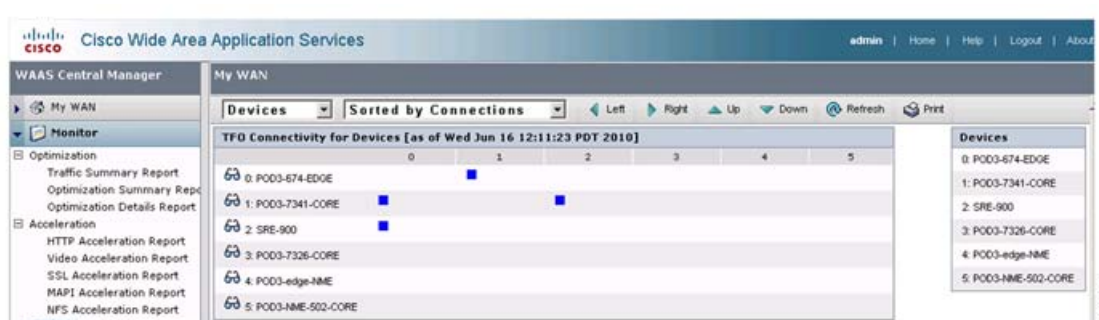 CISCO
Cisco Wide Area Application Services
admin | Home | Help | Logout | About
WAAS Central Manager
My WAN
My WAN
Devices Sorted by Connections Left Right Up Down Refresh Print
Monitor
TFO Connectivity for Devices [as of Wed Jun 16 12:11:23 PDT 2010]
Devices
Optimization
Traffic Summary Report
Optimization Summary Repo
Optimization Details Report
Acceleration
HTTP Acceleration Report
Video Acceleration Report
SSL Acceleration Report
MAPI Acceleration Report
NFS Acceleration Report
0 1 2 3 4 5
0: POD3-674-EDGE
1: POD3-7341-CORE
2: SRE-900
3: POD3-7326-CORE
4: POD3-edge-NME
5: POD3-NME-502-CORE
0: POD3-674-EDGE
1: POD3-7341-CORE
2: SRE-900
3: POD3-7326-CORE
4: POD3-edge-NME
5: POD3-NME-502-CORE